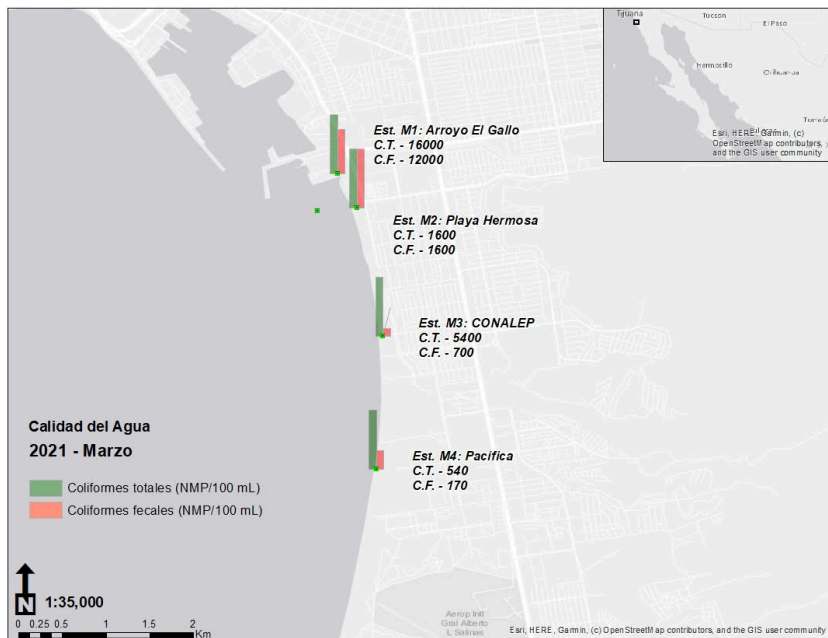 Tijuana
Tucson
El Paso
Hermosillo
Chihuahua
Torreón
Esri, HERE, Garmin, (c)
OpenStreetMap contributors,
and the GIS user community
Est. M1: Arroyo El Gallo
C.T. - 16000
C.F. - 12000
Est. M2: Playa Hermosa
C.T. - 1600
C.F. - 1600
Est. M3: CONALEP
C.T. - 5400
C.F. - 700
Est. M4: Pacífica
C.T. - 540
C.F. - 170
Calidad del Agua
2021 - Marzo
Coliformes totales (NMP/100 mL)
Coliformes fecales (NMP/100 mL)
N
1:35,000
0 0.25 0.5 1 1.5 2
Km
Aerop Intl
Gral Alberto
L Salinas
Esri, HERE, Garmin, (c) OpenStreetMap contributors, and the GIS user community